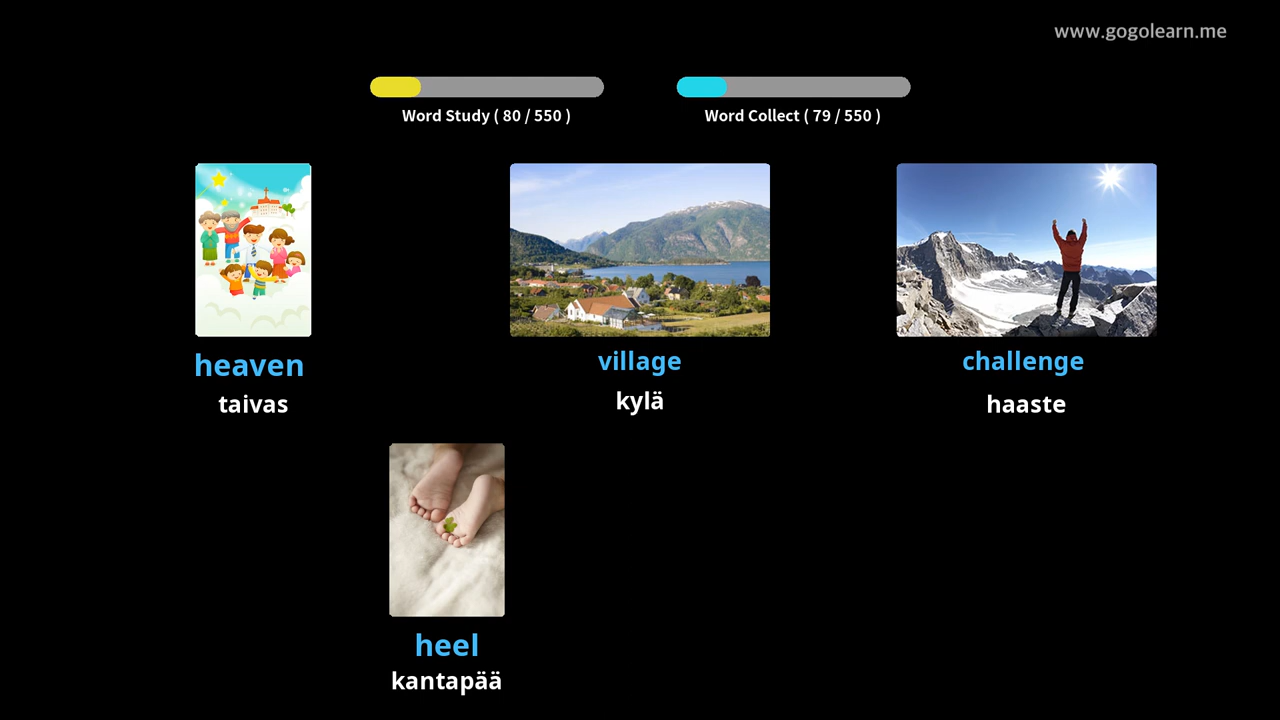 www.gogolearn.me
Word Study ( 80 / 550 )
Word Collect ( 79 / 550 )
heaven
taivas
village
kylä
challenge
haaste
heel
kantapää